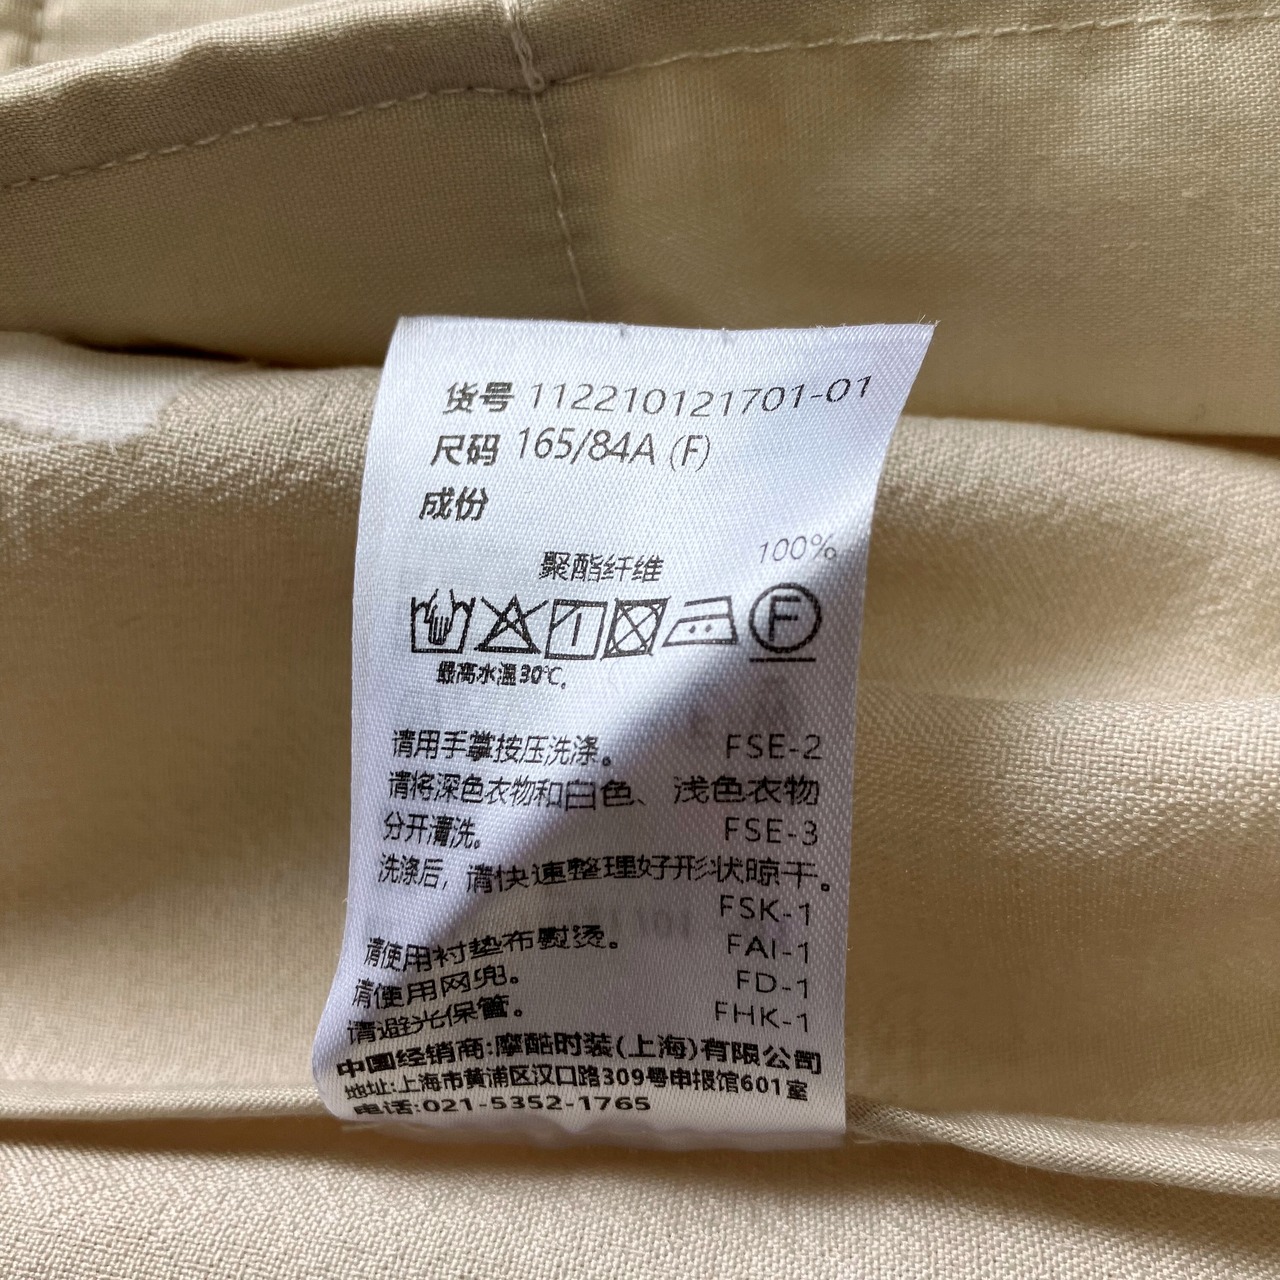 货号 112210121701-01
尺码 165/84A (F)
成份
聚酯纤维 100%
F
最高水温30℃。
请用手掌按压洗涤。 FSE-2
请将深色衣物和白色、浅色衣物
分开清洗。 FSE-3
洗涤后,请快速整理好形状晾干。
FSK-1
请使用衬垫布熨烫。 FAI-1
请使用网兜。 FD-1
请避光保管。 FHK-1
中国经销商:摩酷时装(上海)有限公司
地址:上海市黄浦区汉口路309号申报馆601室
电话:021-5352-1765